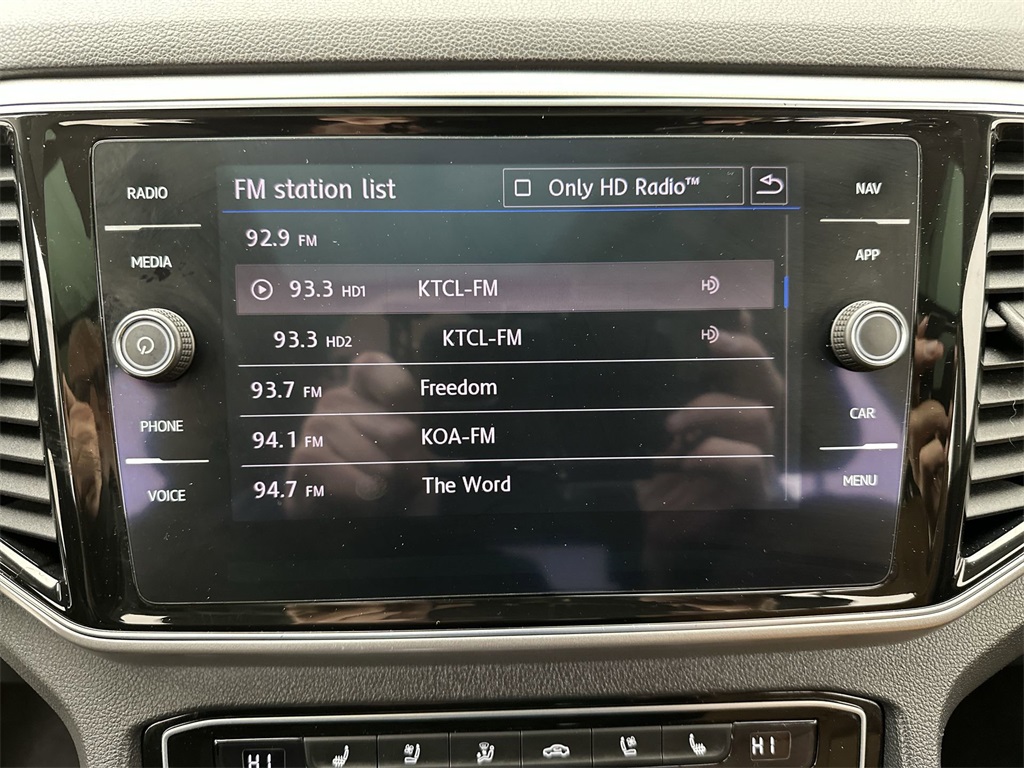 RADIO
MEDIA
PHONE
VOICE
FM station list
Only HD Radio™
92.9 FM
93.3 HD1 KTCL-FM HD
93.3 HD2 KTCL-FM HD
93.7 FM Freedom
94.1 FM KOA-FM
94.7 FM The Word
NAV
APP
CAR
MENU
HI
HI